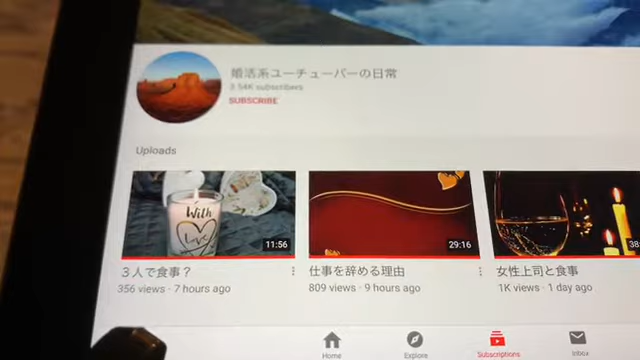 婚活系ユーチューバーの日常
3.54K subscribers
SUBSCRIBE
Uploads
With
Love
11:56
29:16
38:
３人で食事？
356 views · 7 hours ago
仕事を辞める理由
809 views · 9 hours ago
女性上司と食事
1K views · 1 day ago
Home
Explore
Subscriptions
Inbox